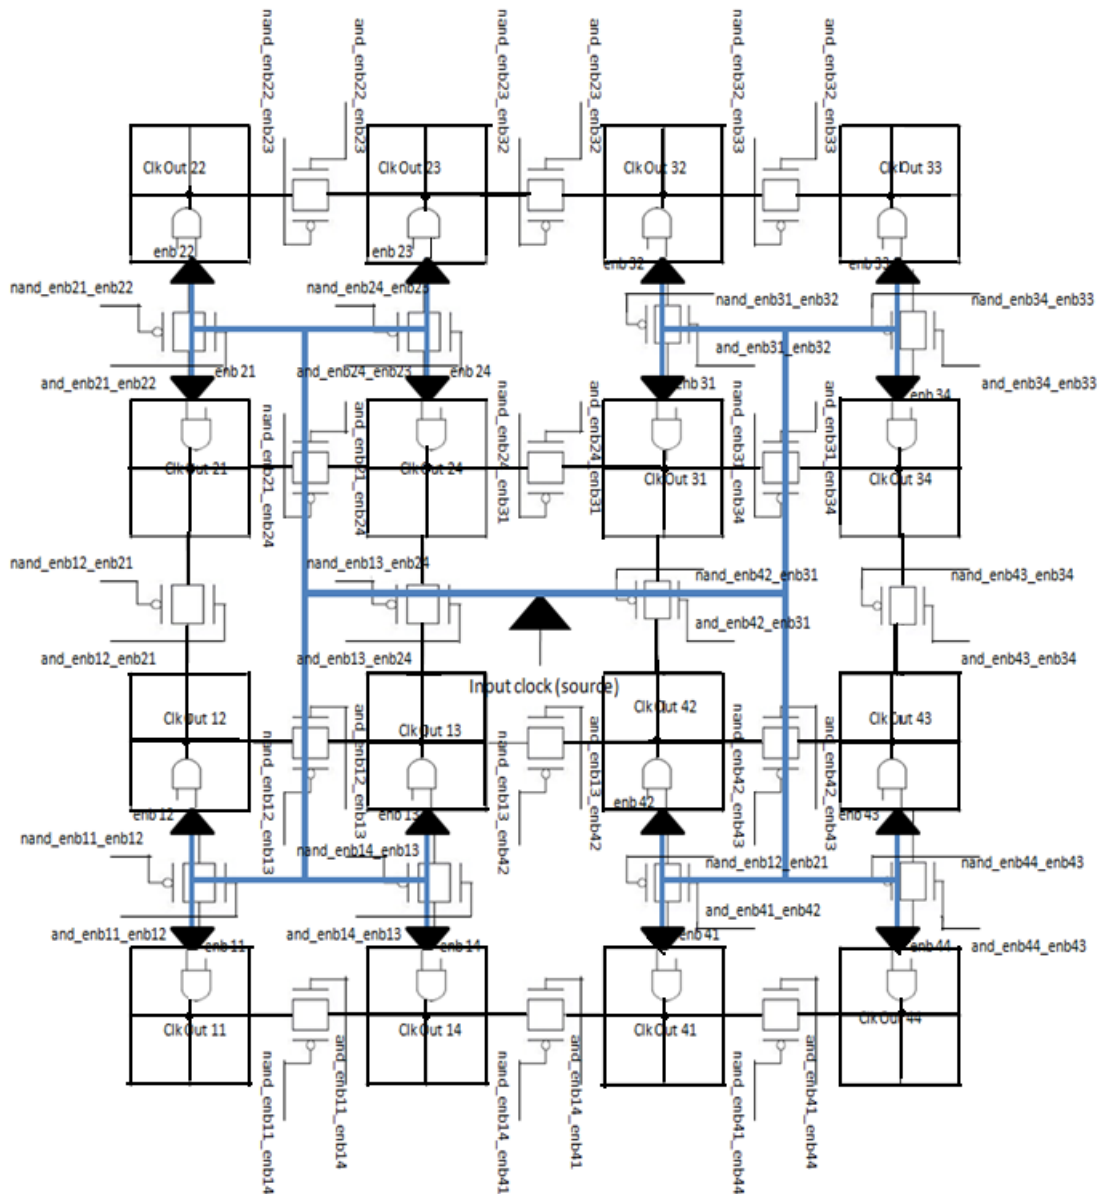 nand_enb22_enb23
and_enb22_enb23
nand_enb23_enb32
and_enb23_enb32
nand_enb32_enb33
and_enb32_enb33
Clk Out 22
Clk Out 23
Clk Out 32
Clk Out 33
enb 22
enb 23
enb 32
enb 33
nand_enb21_enb22
nand_enb24_enb23
nand_enb31_enb32
nand_enb34_enb33
and_enb31_enb32
and_enb21_enb22
enb 21
and_enb24_enb23
enb 24
enb 31
enb 34
and_enb34_enb33
nand_enb21_enb24
and_enb21_enb24
nand_enb24_enb31
and_enb24_enb31
nand_enb31_enb34
and_enb31_enb34
Clk Out 21
Clk Out 24
Clk Out 31
Clk Out 34
nand_enb12_enb21
nand_enb13_enb24
nand_enb42_enb31
nand_enb43_enb34
and_enb42_enb31
and_enb12_enb21
and_enb13_enb24
and_enb43_enb34
Input clock (source)
Clk Out 12
Clk Out 13
Clk Out 42
Clk Out 43
nand_enb12_enb13
and_enb12_enb13
nand_enb13_enb42
and_enb13_enb42
nand_enb42_enb43
and_enb42_enb43
enb 12
enb 13
enb 42
enb 43
nand_enb11_enb12
nand_enb14_enb13
nand_enb12_enb21
nand_enb44_enb43
and_enb41_enb42
and_enb11_enb12
enb 11
and_enb14_enb13
enb 14
enb 41
enb 44
and_enb44_enb43
Clk Out 11
Clk Out 14
Clk Out 41
Clk Out 44
nand_enb11_enb14
and_enb11_enb14
nand_enb14_enb41
and_enb14_enb41
nand_enb41_enb44
and_enb41_enb44